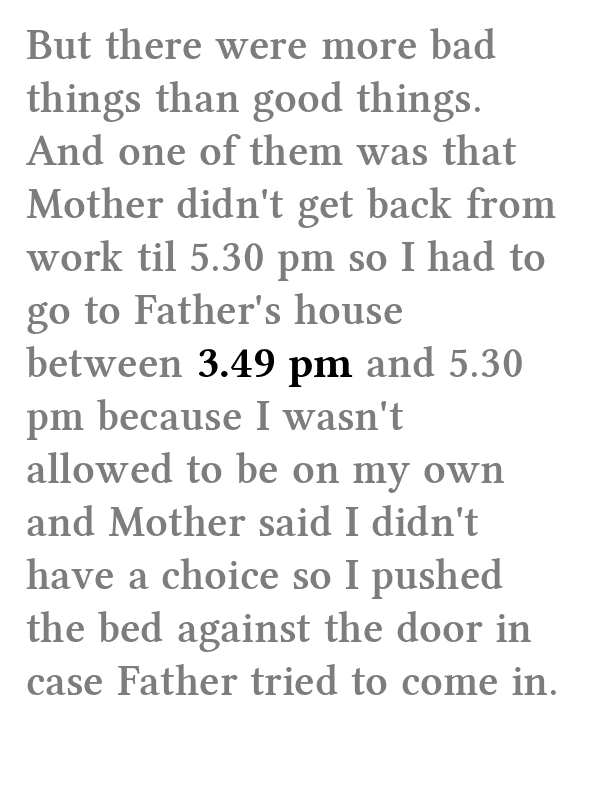 But there were more bad
things than good things.
And one of them was that
Mother didn't get back from
work til 5.30 pm so I had to
go to Father's house
between 3.49 pm and 5.30
pm because I wasn't
allowed to be on my own
and Mother said I didn't
have a choice so I pushed
the bed against the door in
case Father tried to come in.